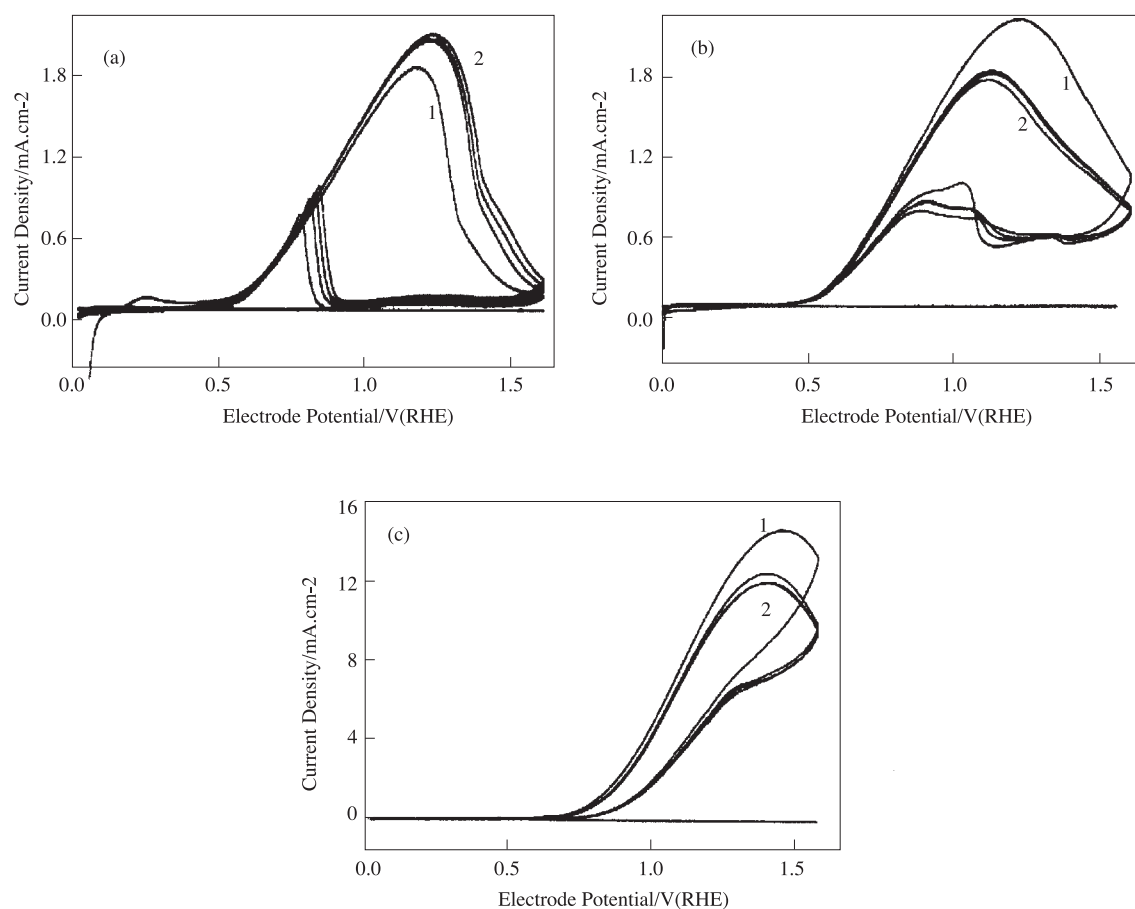 (a)
2
1
1.8
1.2
0.6
0.0
Current Density/mA.cm-2
0.0 0.5 1.0 1.5
Electrode Potential/V(RHE)
(b)
1
2
1.8
1.2
0.6
0.0
Current Density/mA.cm-2
0.0 0.5 1.0 1.5
Electrode Potential/V(RHE)
(c)
1
2
16
12
8
4
0
Current Density/mA.cm-2
0.0 0.5 1.0 1.5
Electrode Potential/V(RHE)